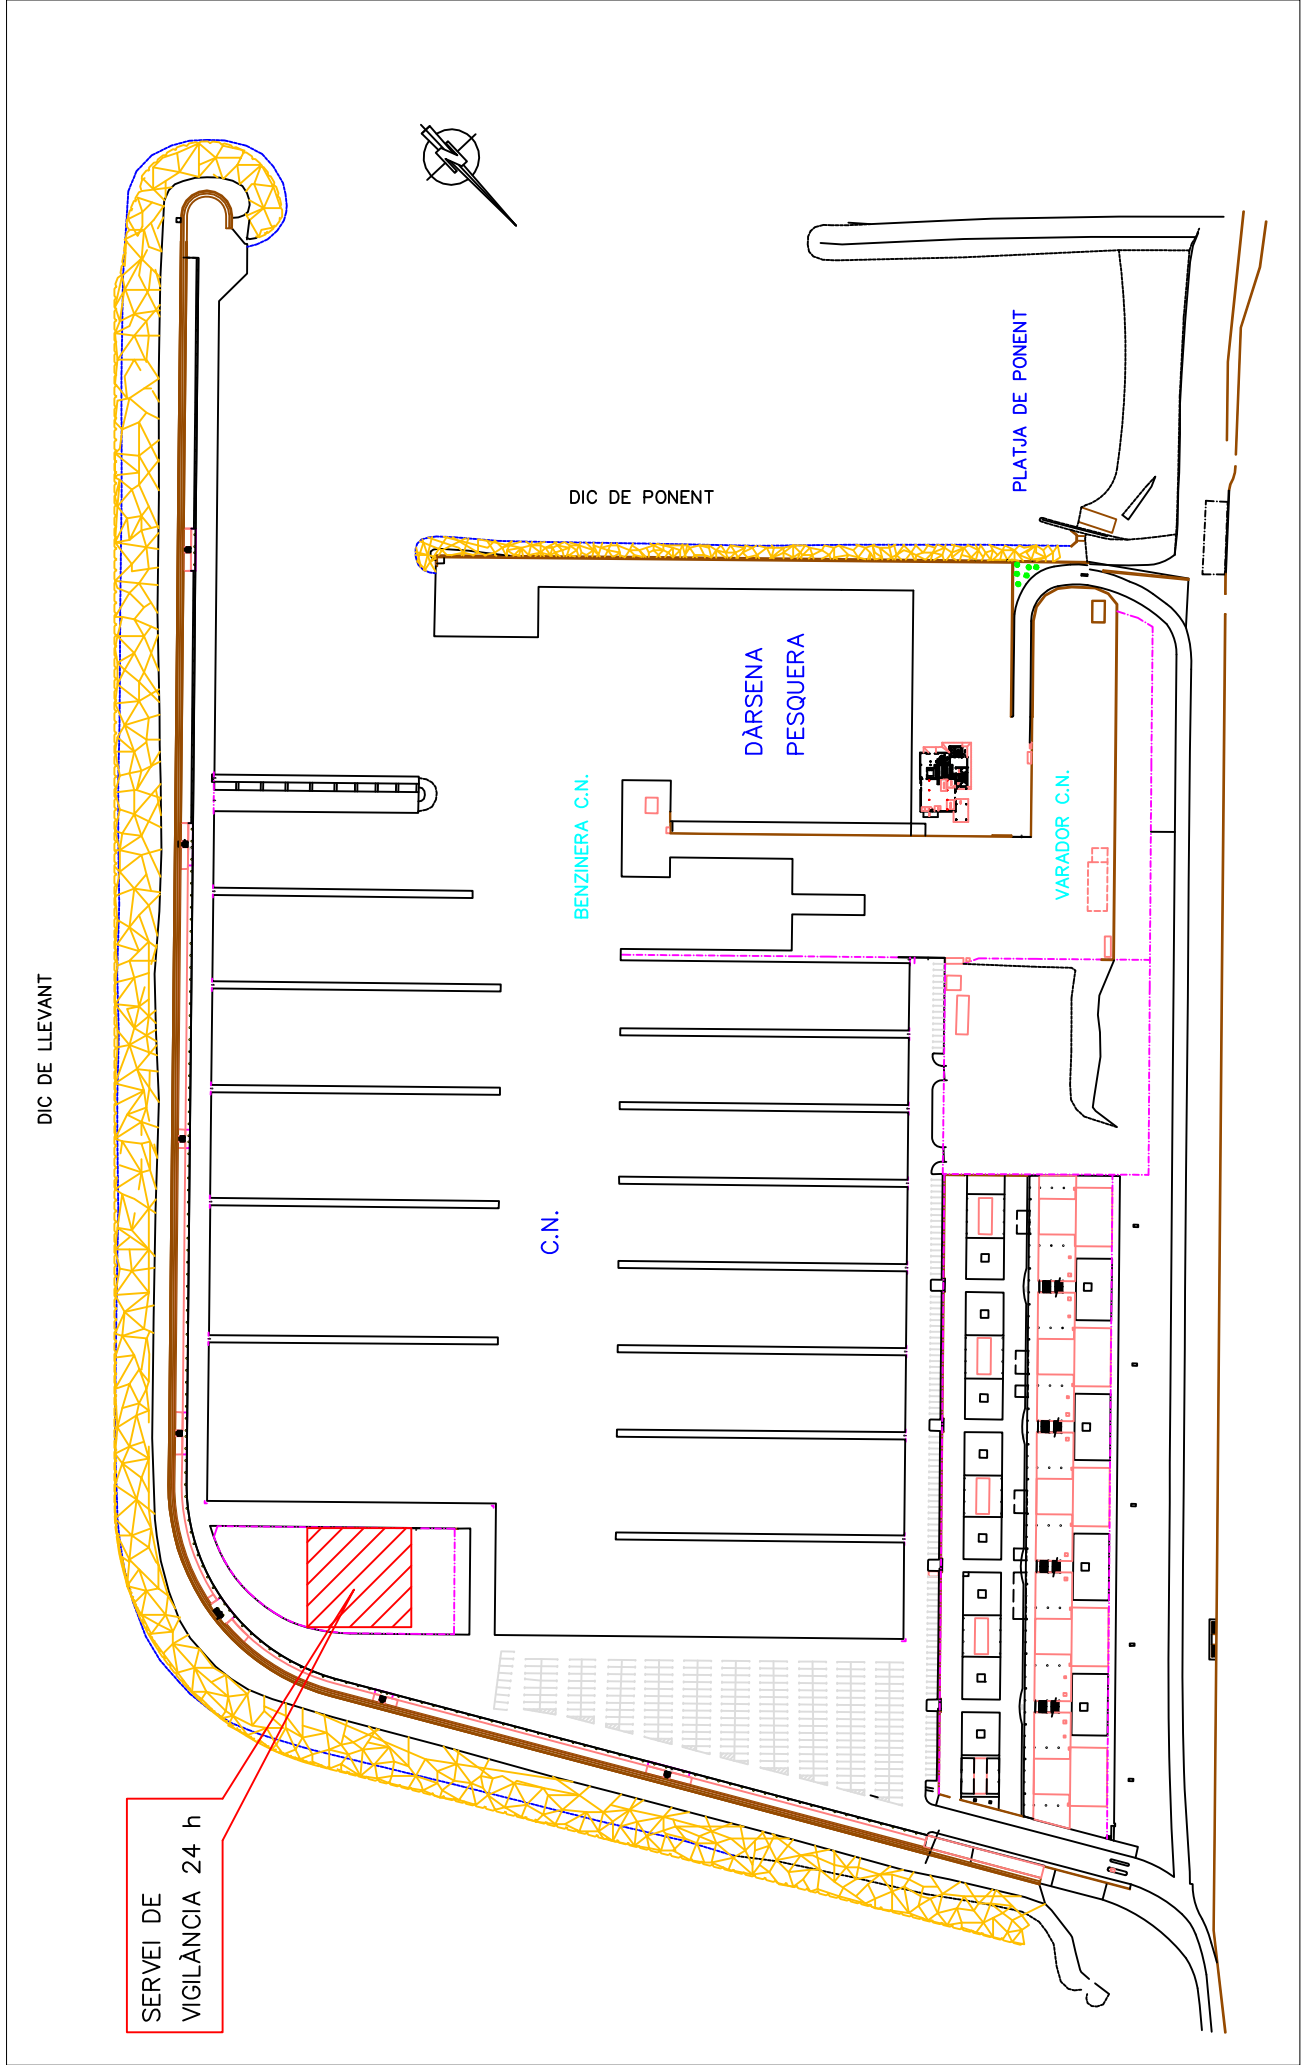 DIC DE LLEVANT
SERVEI DE
VIGILÀNCIA 24 h
C.N.
BENZINERA C.N.
DIC DE PONENT
DÀRSENA
PESQUERA
PLATJA DE PONENT
VARADOR C.N.
N